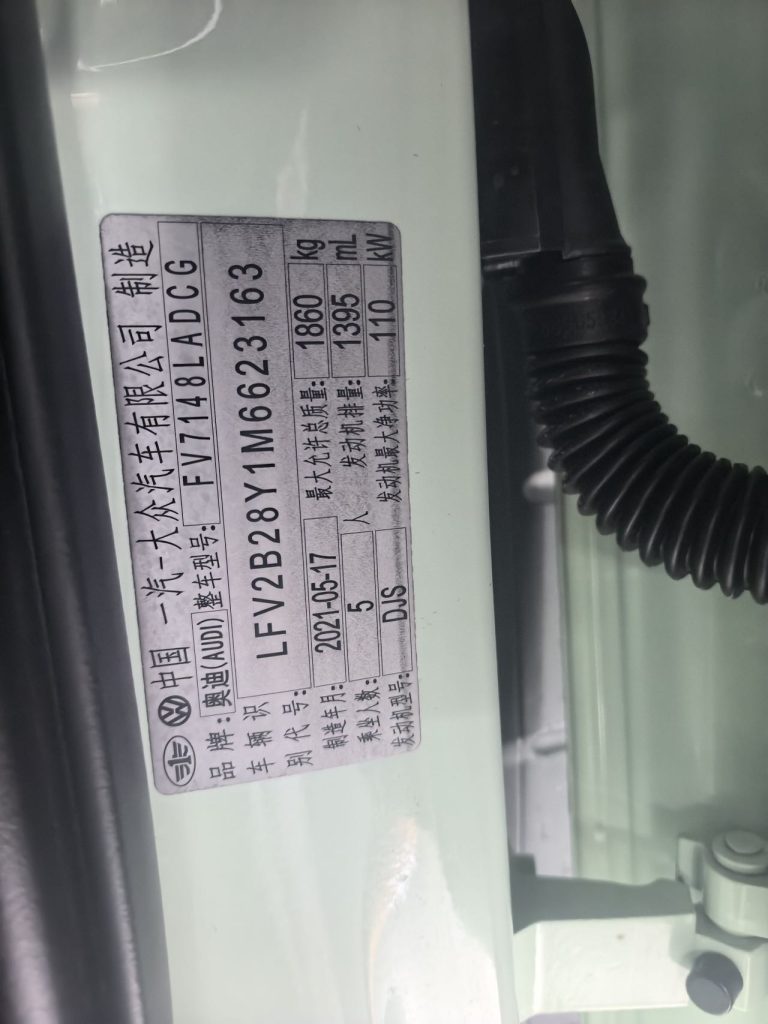 中国 一汽-大众汽车有限公司 制造
品牌:奥迪(AUDI) 整车型号:FV7148LADCG
车辆识别代号:LFV2B28Y1M6623163
制造年月:2021-05-17 最大允许总质量:1860 kg
乘坐人数:5 人 发动机排量:1395 mL
发动机型号:DJS 发动机最大净功率:110 kW